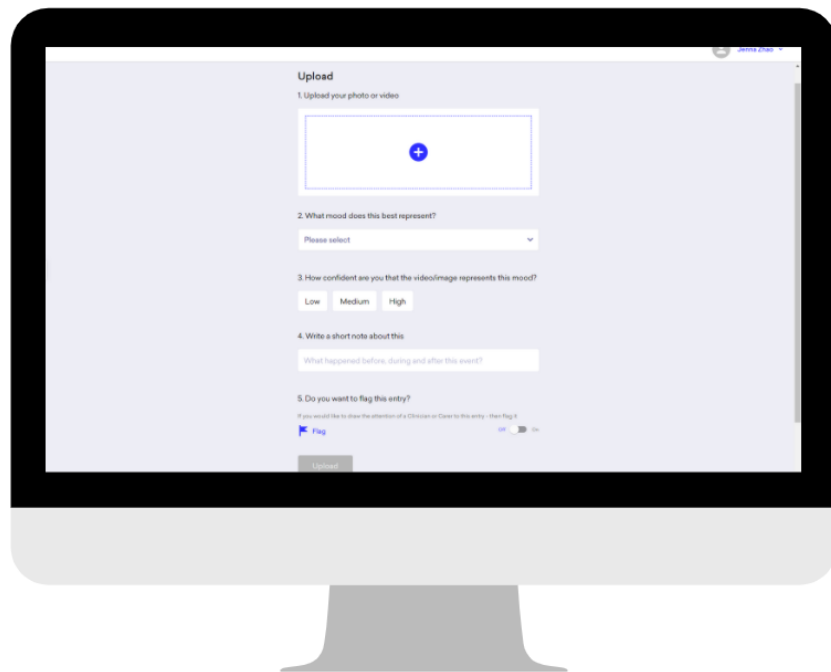 Jenna Zhao
Upload
1. Upload your photo or video
2. What mood does this best represent?
Please select
3. How confident are you that the video/image represents this mood?
Low Medium High
4. Write a short note about this
What happened before, during and after this event?
5. Do you want to flag this entry?
If you would like to draw the attention of a Clinician or Carer to this entry - then flag it
Flag Off On
Upload